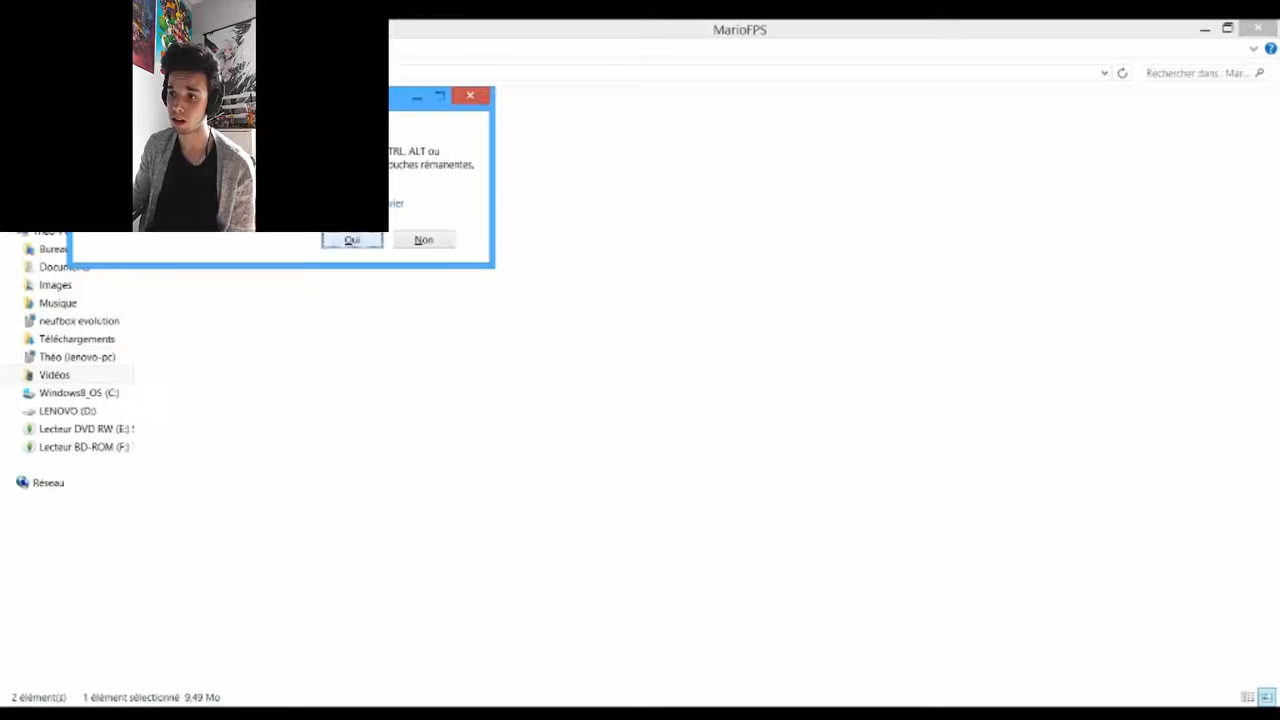 MarioFPS
Rechercher dans : Mar...
TRL, ALT ou
ouches rémanentes,
vier
Oui
Non
Bureau
Documents
Images
Musique
neufbox evolution
Téléchargements
Théo (lenovo-pc)
Vidéos
Windows8_OS (C:)
LENOVO (D:)
Lecteur DVD RW (E:) S
Lecteur BD-ROM (F:)
Réseau
2 élément(s)
1 élément sélectionné 9,49 Mo